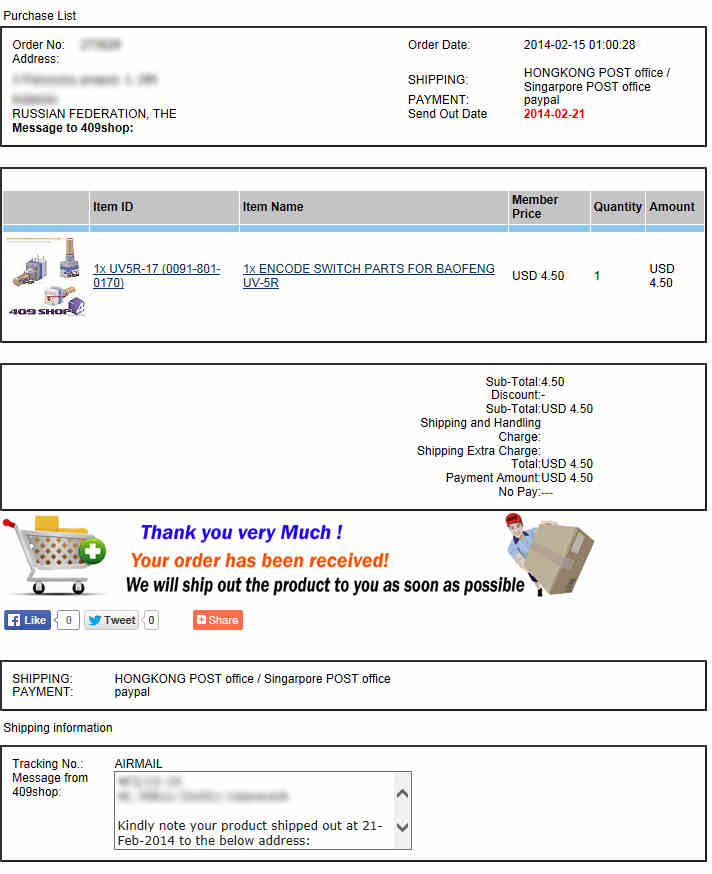 Purchase List
Order No:
Order Date: 2014-02-15 01:00:28
Address:
SHIPPING: HONGKONG POST office /
Singarpore POST office
PAYMENT: paypal
RUSSIAN FEDERATION, THE
Send Out Date 2014-02-21
Message to 409shop:
Item ID Item Name Member Price Quantity Amount
409 SHOP
1x UV5R-17 (0091-801-
0170)
1x ENCODE SWITCH PARTS FOR BAOFENG
UV-5R
USD 4.50
1
USD
4.50
Sub-Total:4.50
Discount:-
Sub-Total:USD 4.50
Shipping and Handling
Charge:
Shipping Extra Charge:
Total:USD 4.50
Payment Amount:USD 4.50
No Pay:---
Thank you very Much !
Your order has been received!
We will ship out the product to you as soon as possible
Like 0 Tweet 0 Share
SHIPPING: HONGKONG POST office / Singarpore POST office
PAYMENT: paypal
Shipping information
Tracking No.: AIRMAIL
Message from
409shop:
Kindly note your product shipped out at 21-
Feb-2014 to the below address: